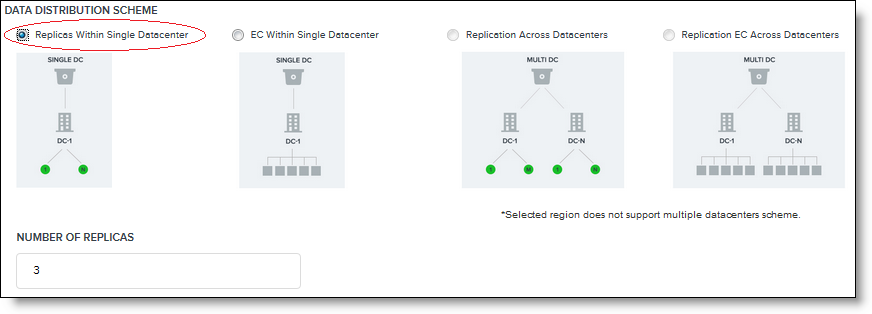 DATA DISTRIBUTION SCHEME
Replicas Within Single Datacenter
EC Within Single Datacenter
Replication Across Datacenters
Replication EC Across Datacenters
SINGLE DC
DC-1
1 N
SINGLE DC
DC-1
MULTI DC
DC-1 DC-N
1 M 1 N
MULTI DC
DC-1 DC-N
*Selected region does not support multiple datacenters scheme.
NUMBER OF REPLICAS
3